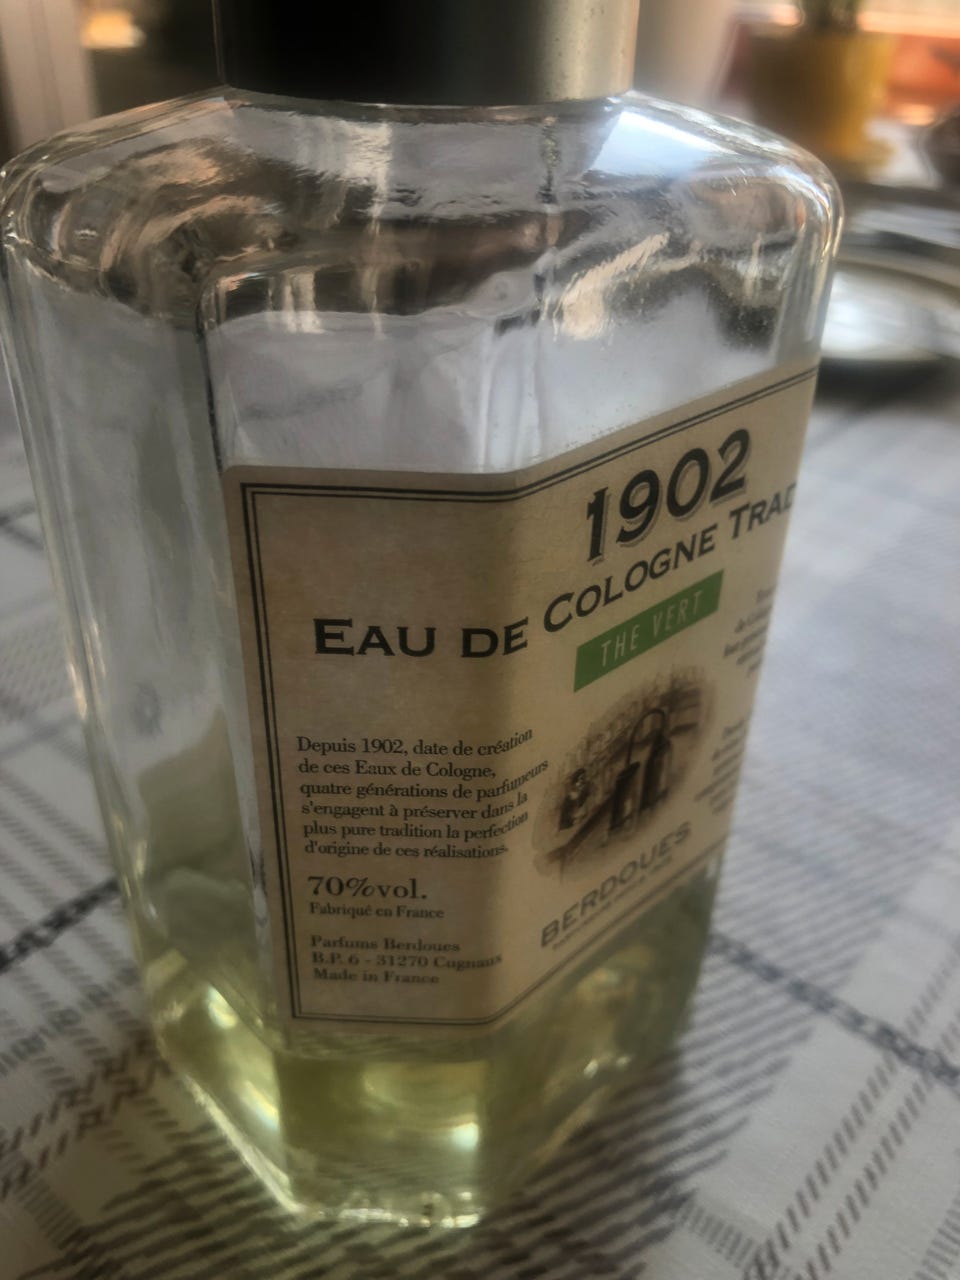 1902
EAU DE COLOGNE TRAD
THE VERT
Depuis 1902, date de création
de ces Eaux de Cologne,
quatre générations de parfumeurs
s'engagent à préserver dans la
plus pure tradition la perfection
d'origine de ces réalisations.
70%vol.
Fabriqué en France
Parfums Berdoues
B.P. 6 - 31270 Cugnaux
Made in France
BERDOUES